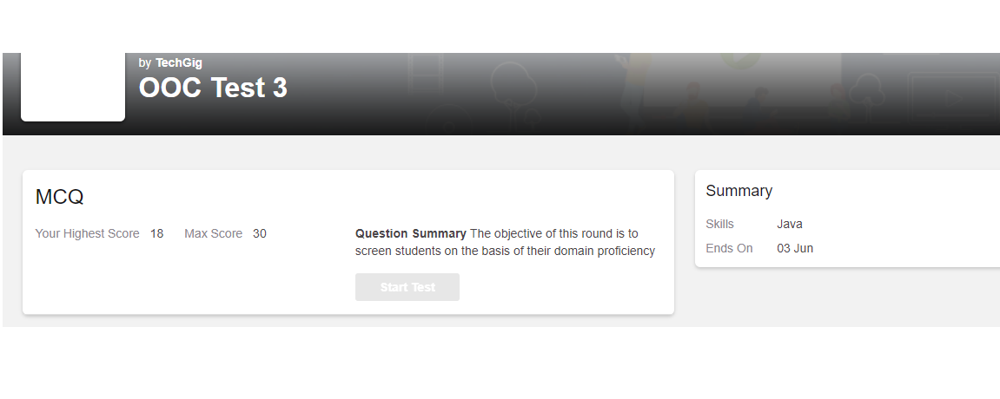 by TechGig
OOC Test 3
MCQ
Your Highest Score 18 Max Score 30
Question Summary The objective of this round is to
screen students on the basis of their domain proficiency
Start Test
Summary
Skills Java
Ends On 03 Jun